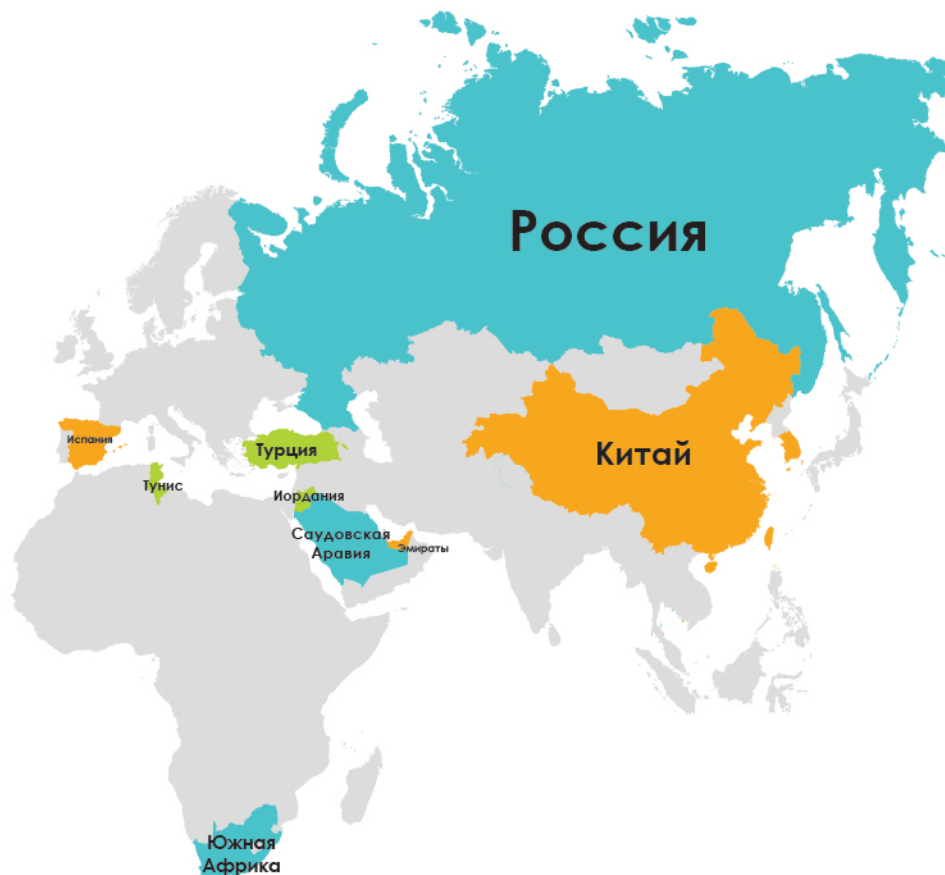 Россия
Испания
Турция
Китай
Тунис
Иордания
Саудовская
Аравия
Эмираты
Южная
Африка